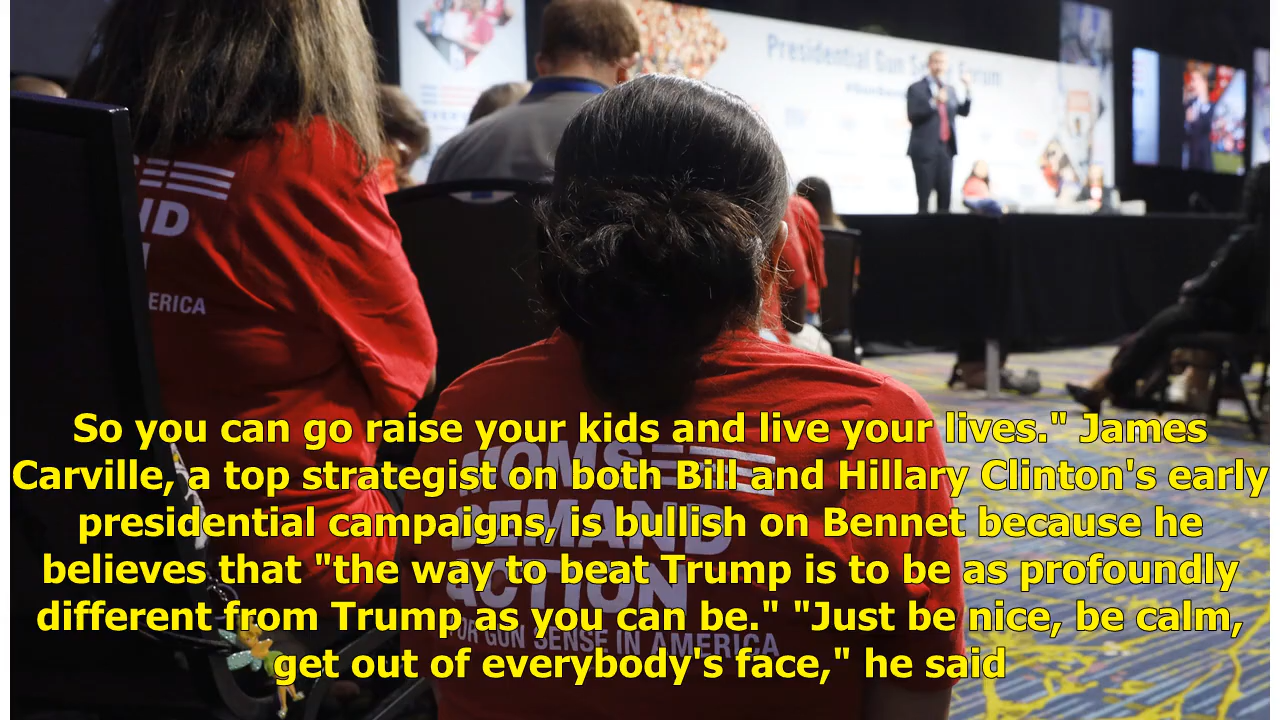 Presidential Gun Sense Forum
ND
ERICA
MOMS
DEMAND
ACTION
FOR GUN SENSE IN AMERICA
So you can go raise your kids and live your lives." James
Carville, a top strategist on both Bill and Hillary Clinton's early
presidential campaigns, is bullish on Bennet because he
believes that "the way to beat Trump is to be as profoundly
different from Trump as you can be." "Just be nice, be calm,
get out of everybody's face," he said